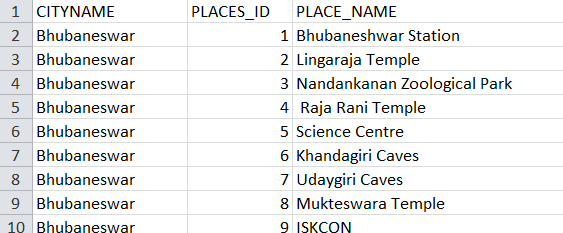 1 CITYNAME PLACES_ID PLACE_NAME
2 Bhubaneswar 1 Bhubaneshwar Station
3 Bhubaneswar 2 Lingaraja Temple
4 Bhubaneswar 3 Nandankanan Zoological Park
5 Bhubaneswar 4 Raja Rani Temple
6 Bhubaneswar 5 Science Centre
7 Bhubaneswar 6 Khandagiri Caves
8 Bhubaneswar 7 Udaygiri Caves
9 Bhubaneswar 8 Mukteswara Temple
10 Bhubaneswar 9 ISKCON